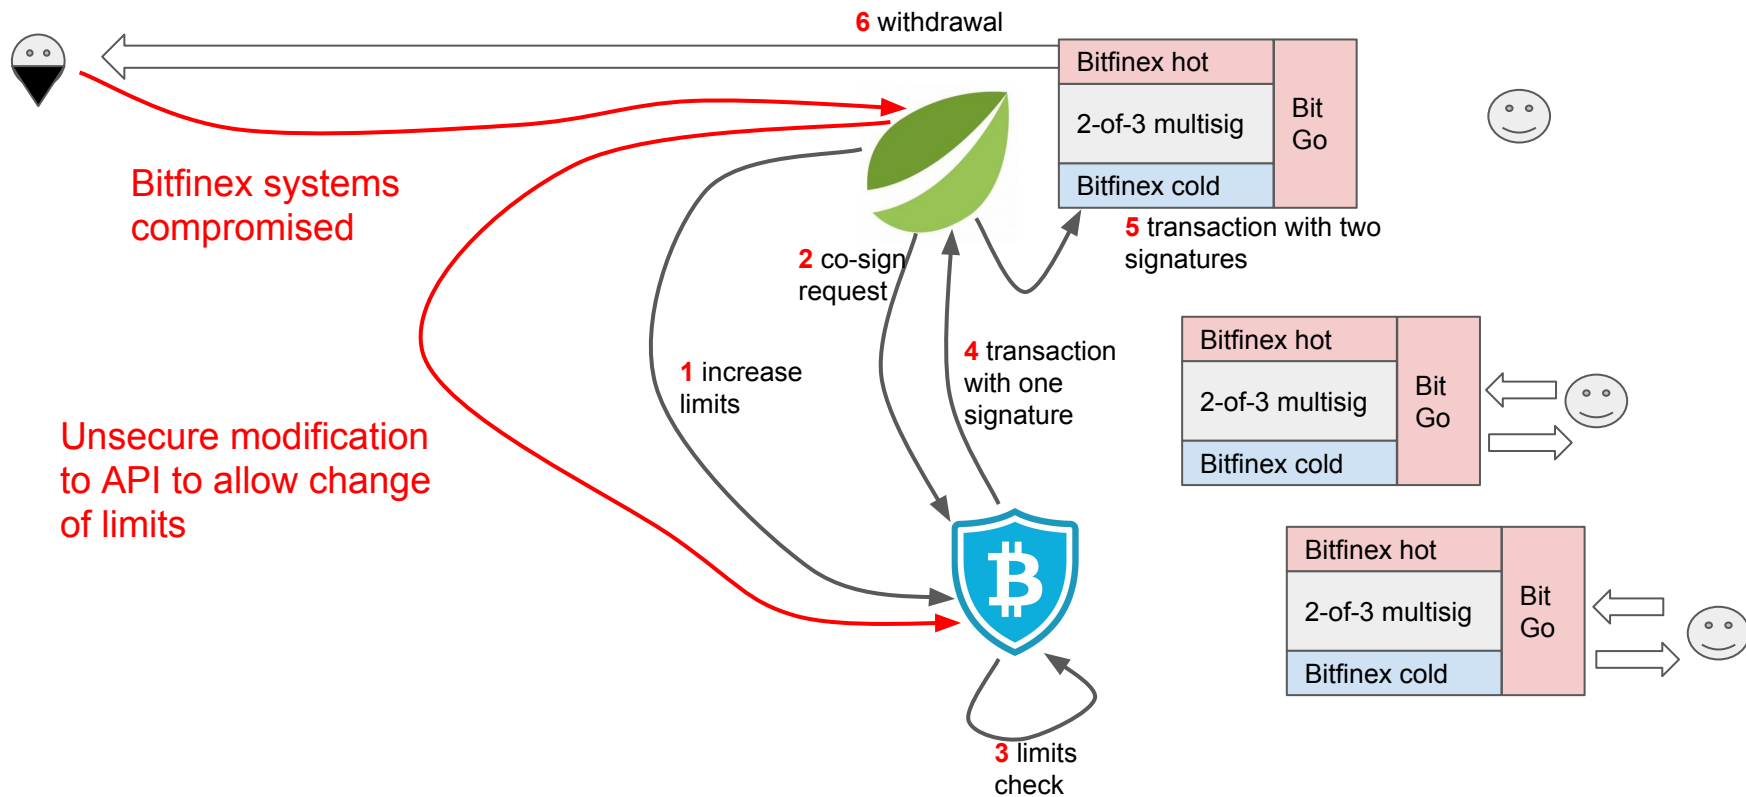 6 withdrawal
Bitfinex hot
2-of-3 multisig
Bitfinex cold
Bit
Go
Bitfinex systems
compromised
5 transaction with two
signatures
2 co-sign
request
1 increase
limits
4 transaction
with one
signature
Bitfinex hot
2-of-3 multisig
Bitfinex cold
Bit
Go
Unsecure modification
to API to allow change
of limits
Bitfinex hot
2-of-3 multisig
Bitfinex cold
Bit
Go
3 limits
check